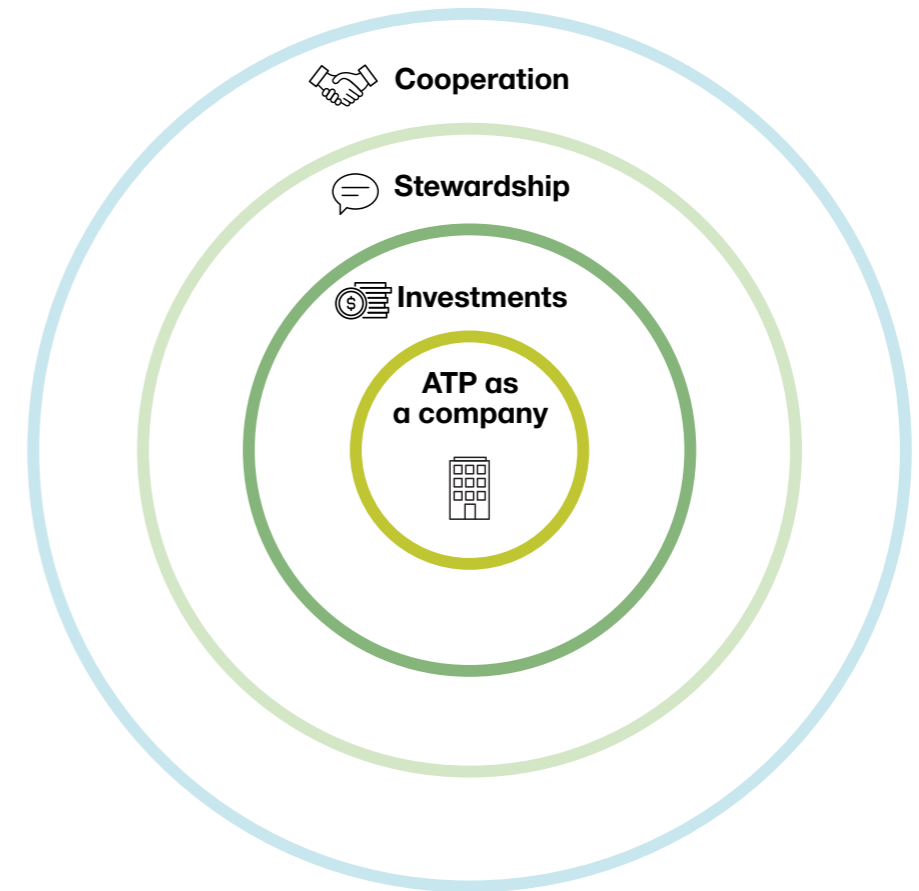 Cooperation
Stewardship
Investments
ATP as
a company